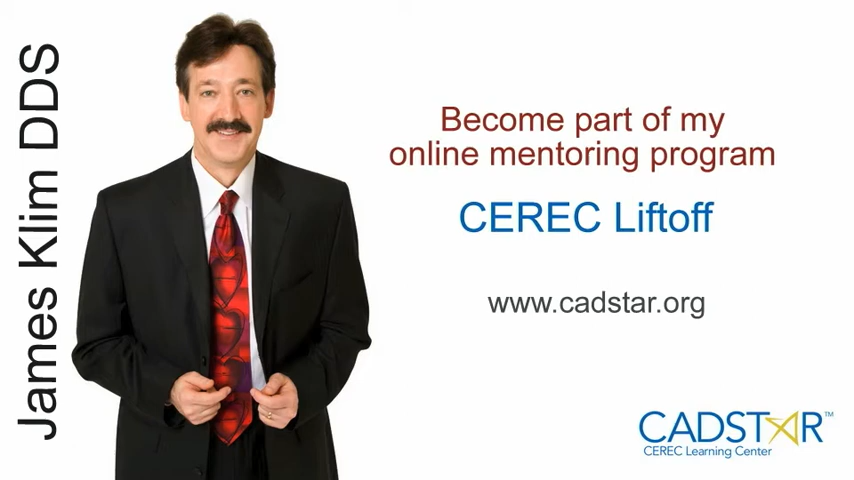 James Klim DDS
Become part of my
online mentoring program
CEREC Liftoff
www.cadstar.org
CADSTAR™
CEREC Learning Center